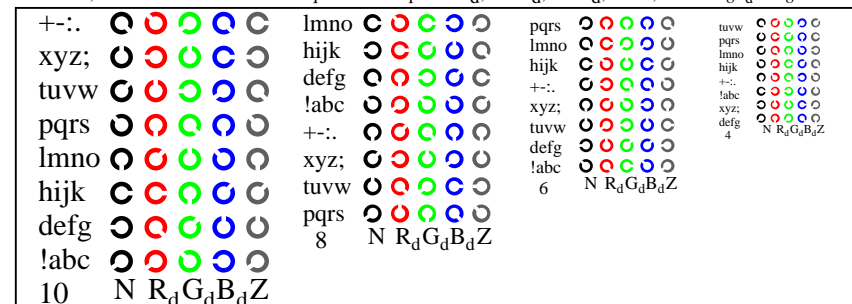 +-:.
xyz;
tuvw
pqrs
lmno
hijk
defg
!abc
10 N RdGdBdZ
lmno
hijk
defg
!abc
+-:.
xyz;
tuvw
pqrs
8 N RdGdBdZ
pqrs
lmno
hijk
+-:.
xyz;
tuvw
defg
!abc
6 N RdGdBdZ
tuvw
pqrs
lmno
hijk
+-:.
!abc
xyz;
defg
4 N RdGdBdZ